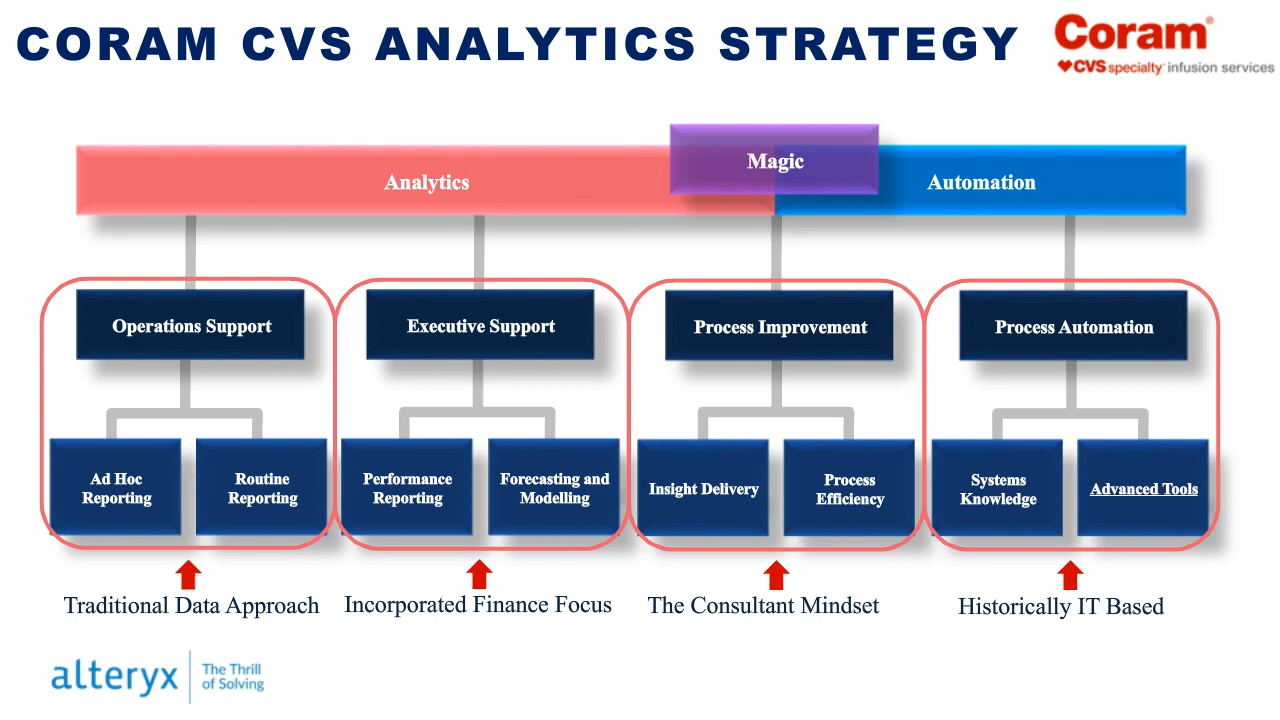 CORAM CVS ANALYTICS STRATEGY
Coram®
CVS specialty™ infusion services
Magic
Analytics
Automation
Operations Support
Executive Support
Process Improvement
Process Automation
Ad Hoc
Reporting
Routine
Reporting
Performance
Reporting
Forecasting and
Modelling
Insight Delivery
Process
Efficiency
Systems
Knowledge
Advanced Tools
Traditional Data Approach
Incorporated Finance Focus
The Consultant Mindset
Historically IT Based
alteryx
The Thrill
of Solving